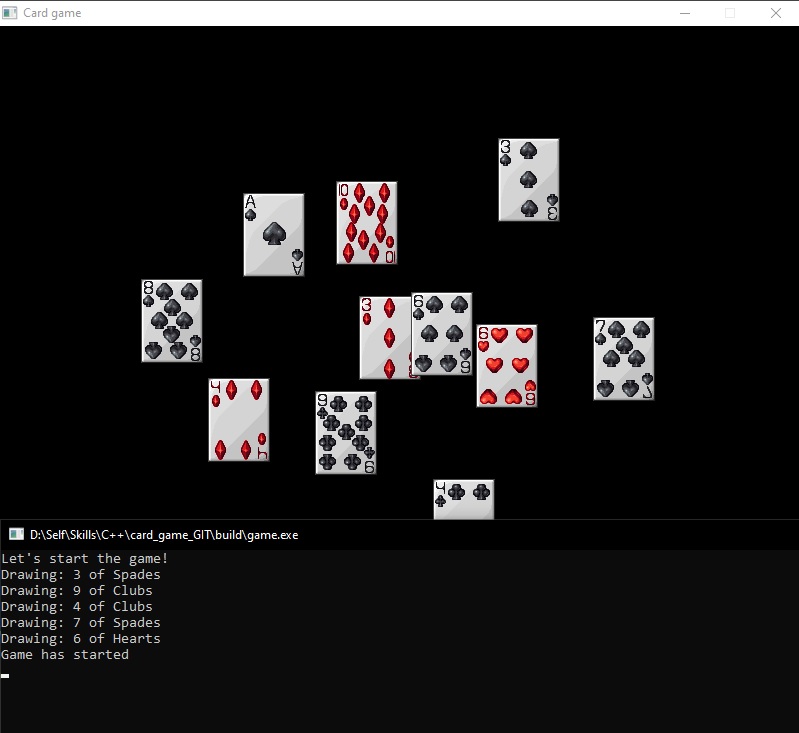 Card game
3
3
10
10
A
A
8
8
3
6
6
6
6
7
7
4
4
9
9
4
D:\Self\Skills\C++\card_game_GIT\build\game.exe
Let's start the game!
Drawing: 3 of Spades
Drawing: 9 of Clubs
Drawing: 4 of Clubs
Drawing: 7 of Spades
Drawing: 6 of Hearts
Game has started